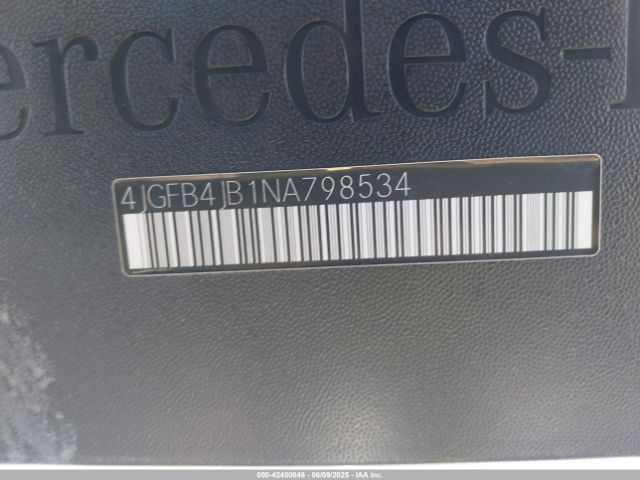 ercedes-
4JGFB4JB1NA798534
000-42450846 - 06/09/2025 - IAA Inc.